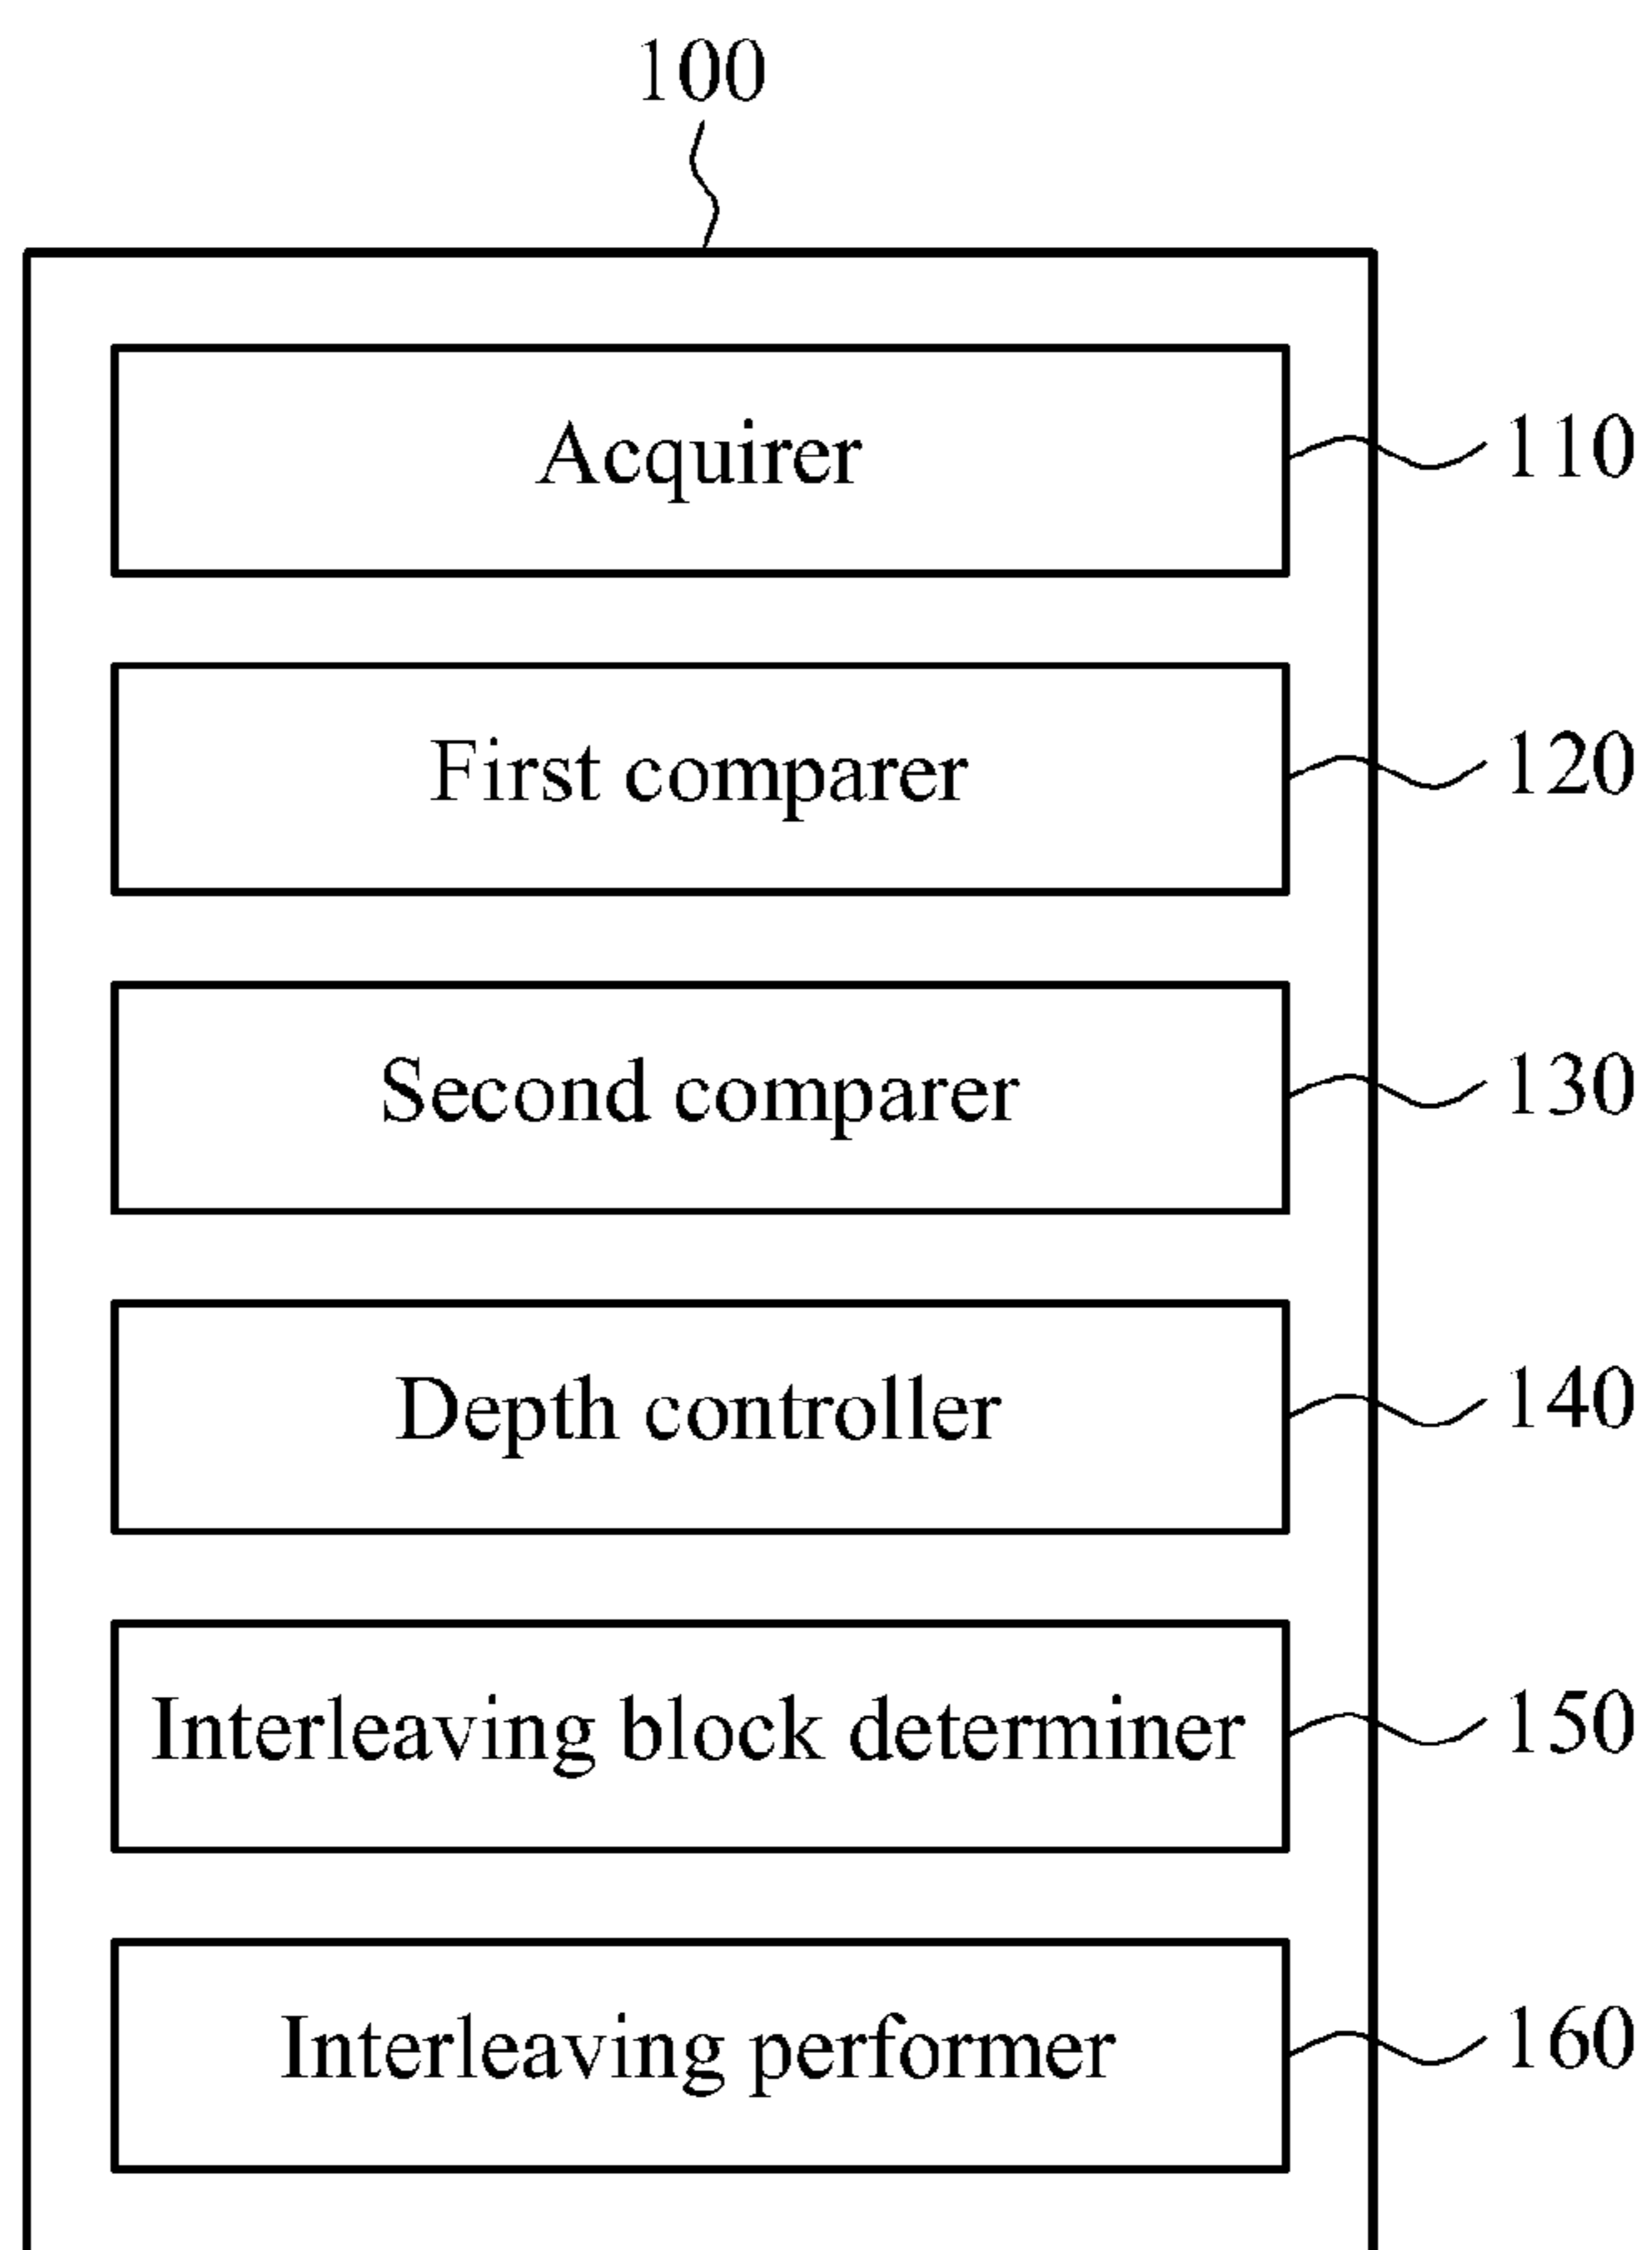 100
Acquirer 110
First comparer 120
Second comparer 130
Depth controller 140
Interleaving block determiner 150
Interleaving performer 160